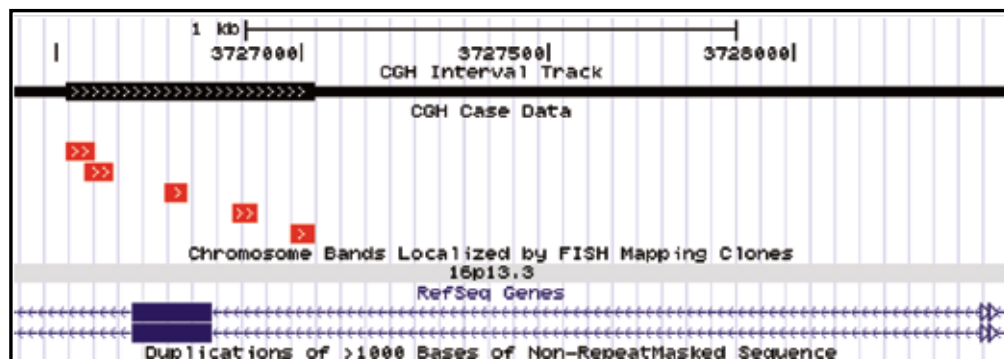 1 kb
3727000| 3727500| 3728000|
CGH Interval Track
CGH Case Data
Chromosome Bands Localized by FISH Mapping Clones
16p13.3
RefSeq Genes
Duplications of >1000 Bases of Non-RepeatMasked Sequence